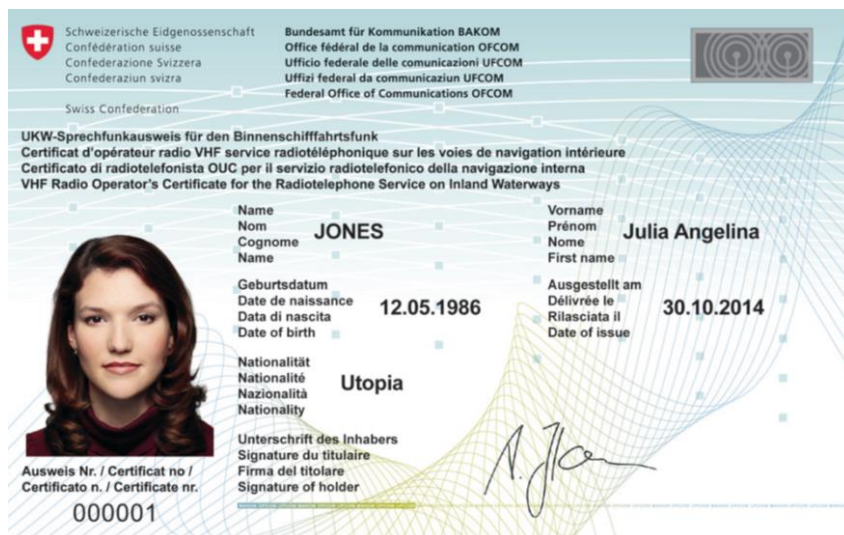 Schweizerische Eidgenossenschaft
Confédération suisse
Confederazione Svizzera
Confederaziun svizra
Swiss Confederation
Bundesamt für Kommunikation BAKOM
Office fédéral de la communication OFCOM
Ufficio federale delle comunicazioni UFCOM
Uffizi federal da communicaziun UFCOM
Federal Office of Communications OFCOM
UKW-Sprechfunkausweis für den Binnenschifffahrtsfunk
Certificat d'opérateur radio VHF service radiotéléphonique sur les voies de navigation intérieure
Certificato di radiotelefonista OUC per il servizio radiotelefonico della navigazione interna
VHF Radio Operator's Certificate for the Radiotelephone Service on Inland Waterways
Name
Nom
Cognome
Name
JONES
Vorname
Prénom
Nome
First name
Julia Angelina
Geburtsdatum
Date de naissance
Data di nascita
Date of birth
12.05.1986
Ausgestellt am
Délivrée le
Rilasciata il
Date of issue
30.10.2014
Nationalität
Nationalité
Nazionalità
Nationality
Utopia
Unterschrift des Inhabers
Signature du titulaire
Firma del titolare
Signature of holder
Ausweis Nr. / Certificat no /
Certificato n. / Certificate nr.
000001